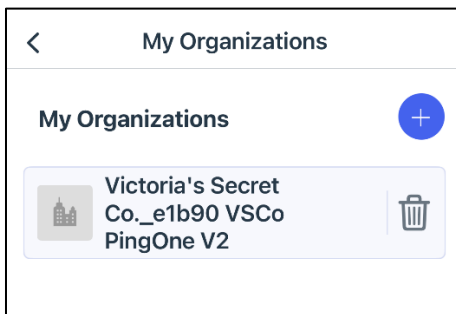 My Organizations
My Organizations
Victoria's Secret
Co._e1b90 VSCo
PingOne V2